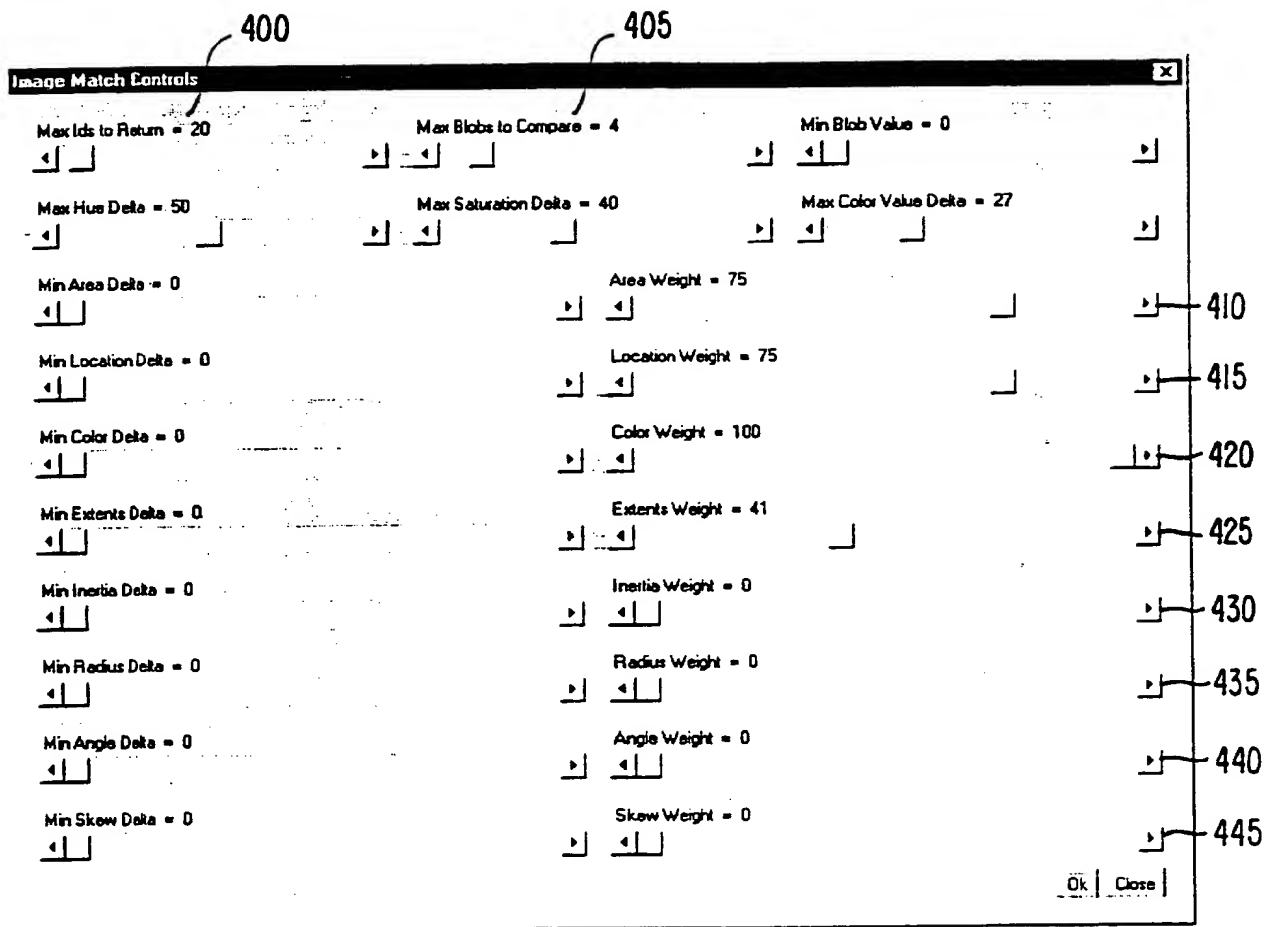 400 405
Image Match Controls
Max Ids to Return = 20 Max Blobs to Compare = 4 Min Blob Value = 0
Max Hue Delta = 50 Max Saturation Delta = 40 Max Color Value Delta = 27
Min Area Delta = 0 Area Weight = 75
410
Min Location Delta = 0 Location Weight = 75
415
Min Color Delta = 0 Color Weight = 100
420
Min Extents Delta = 0 Extents Weight = 41
425
Min Inertia Delta = 0 Inertia Weight = 0
430
Min Radius Delta = 0 Radius Weight = 0
435
Min Angle Delta = 0 Angle Weight = 0
440
Min Skew Delta = 0 Skew Weight = 0
445
Ok Close